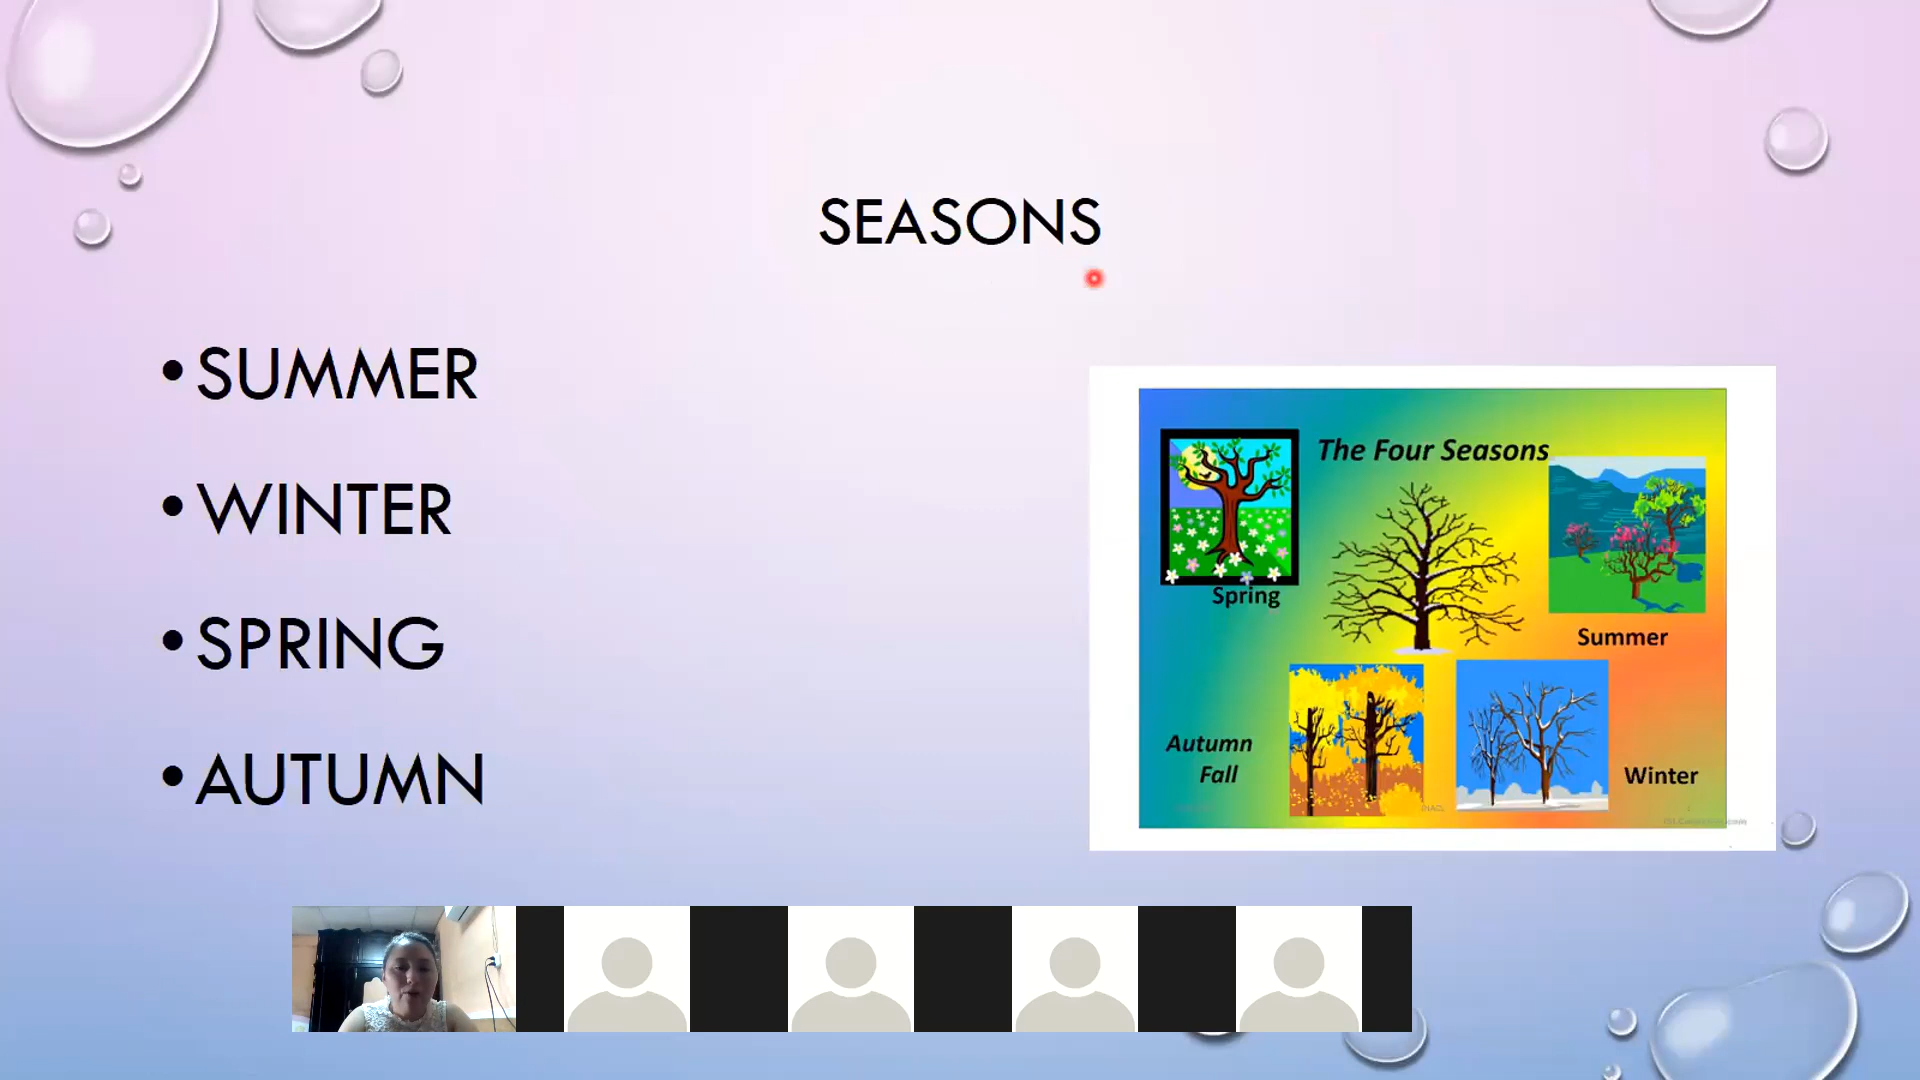 SEASONS
• SUMMER
• WINTER
• SPRING
• AUTUMN
The Four Seasons
Spring
Summer
Autumn
Fall
Winter